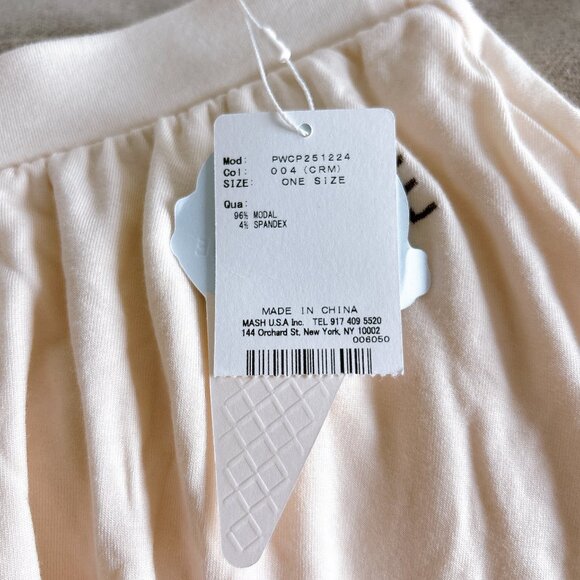 Mod: PWCP251224
Col: 004 (CRM)
SIZE: ONE SIZE
Qua:
96% MODAL
4% SPANDEX
MADE IN CHINA
MASH U.S.A Inc. TEL 917 409 5520
144 Orchard St, New York, NY 10002
006050